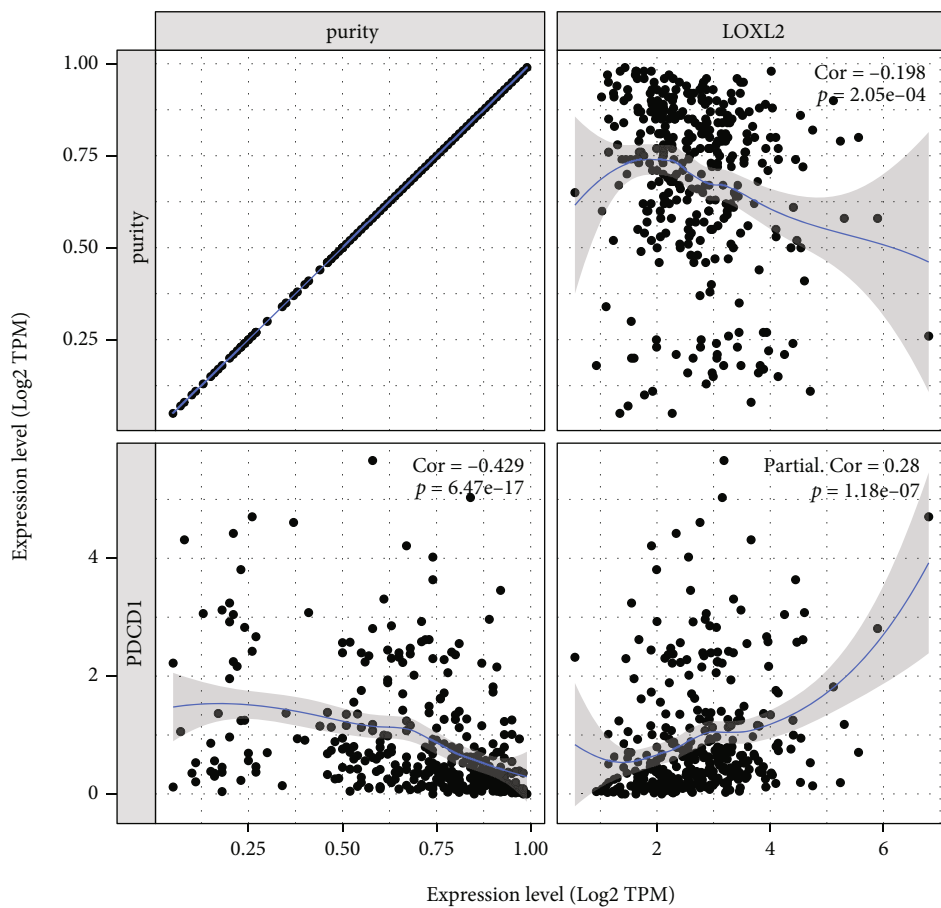 purity
LOXL2
purity
Expression level (Log2 TPM)
1.00
0.75
0.50
0.25
Cor = –0.198
p = 2.05e–04
PDCD1
4
2
0
Cor = –0.429
p = 6.47e–17
Partial. Cor = 0.28
p = 1.18e–07
0.25
0.50
0.75
1.00
2
4
6
Expression level (Log2 TPM)